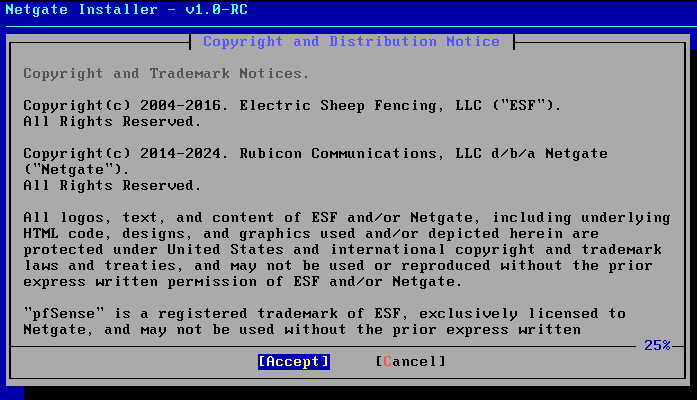 Netgate Installer - v1.0-RC
Copyright and Distribution Notice
Copyright and Trademark Notices.
Copyright(c) 2004-2016. Electric Sheep Fencing, LLC ("ESF").
All Rights Reserved.
Copyright(c) 2014-2024. Rubicon Communications, LLC d/b/a Netgate
("Netgate").
All Rights Reserved.
All logos, text, and content of ESF and/or Netgate, including underlying
HTML code, designs, and graphics used and/or depicted herein are
protected under United States and international copyright and trademark
laws and treaties, and may not be used or reproduced without the prior
express written permission of ESF and/or Netgate.
"pfSense" is a registered trademark of ESF, exclusively licensed to
Netgate, and may not be used without the prior express written
25%
[Accept] [Cancel]